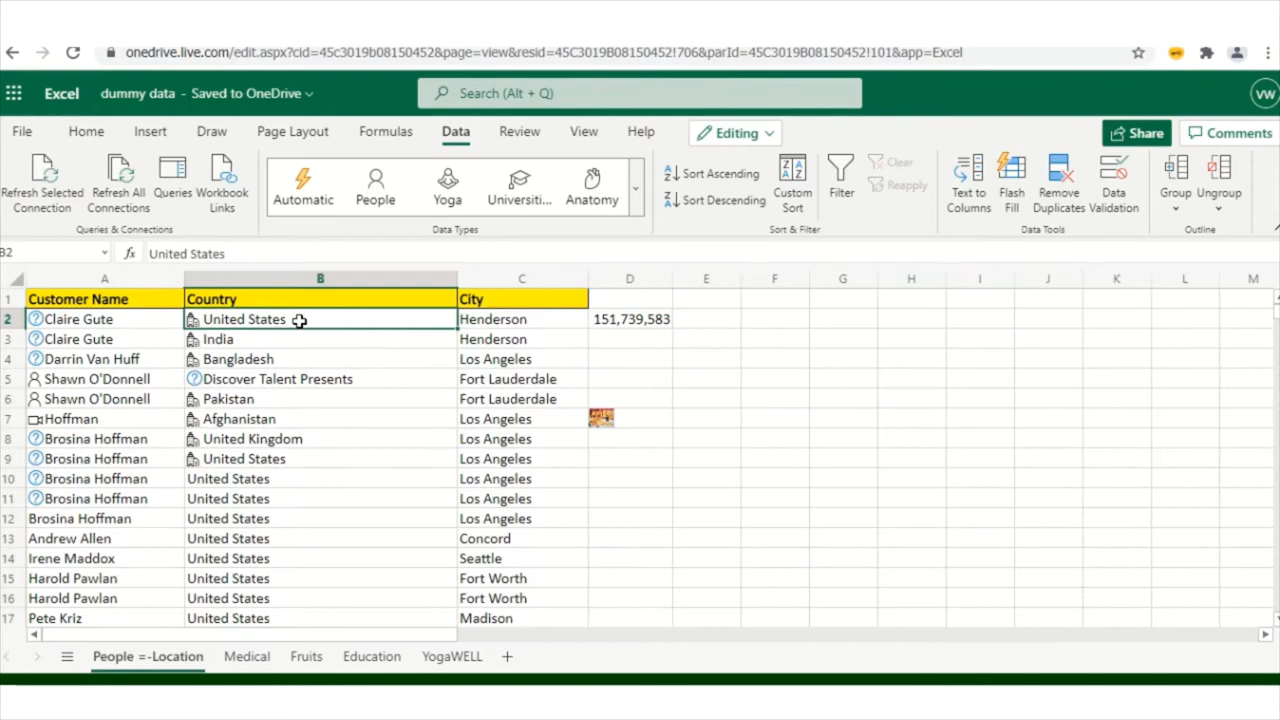 onedrive.live.com/edit.aspx?cid=45c3019b08150452&page=view&resid=45C3019B08150452!706&parId=45C3019B08150452!101&app=Excel
Excel dummy data - Saved to OneDrive Search (Alt + Q) VW
File Home Insert Draw Page Layout Formulas Data Review View Help Editing Share Comments
Refresh Selected Connection
Refresh All Connections
Queries
Workbook Links
Queries & Connections
Automatic
People
Yoga
Universiti...
Anatomy
Data Types
Sort Ascending
Sort Descending
Custom Sort
Sort & Filter
Filter
Clear
Reapply
Text to Columns
Flash Fill
Remove Duplicates
Data Validation
Data Tools
Group
Ungroup
Outline
B2 fx United States
A B C D E F G H I J K L M
1 Customer Name Country City
2 Claire Gute United States Henderson 151,739,583
3 Claire Gute India Henderson
4 Darrin Van Huff Bangladesh Los Angeles
5 Shawn O'Donnell Discover Talent Presents Fort Lauderdale
6 Shawn O'Donnell Pakistan Fort Lauderdale
7 Hoffman Afghanistan Los Angeles
8 Brosina Hoffman United Kingdom Los Angeles
9 Brosina Hoffman United States Los Angeles
10 Brosina Hoffman United States Los Angeles
11 Brosina Hoffman United States Los Angeles
12 Brosina Hoffman United States Los Angeles
13 Andrew Allen United States Concord
14 Irene Maddox United States Seattle
15 Harold Pawlan United States Fort Worth
16 Harold Pawlan United States Fort Worth
17 Pete Kriz United States Madison
People =-Location Medical Fruits Education YogaWELL